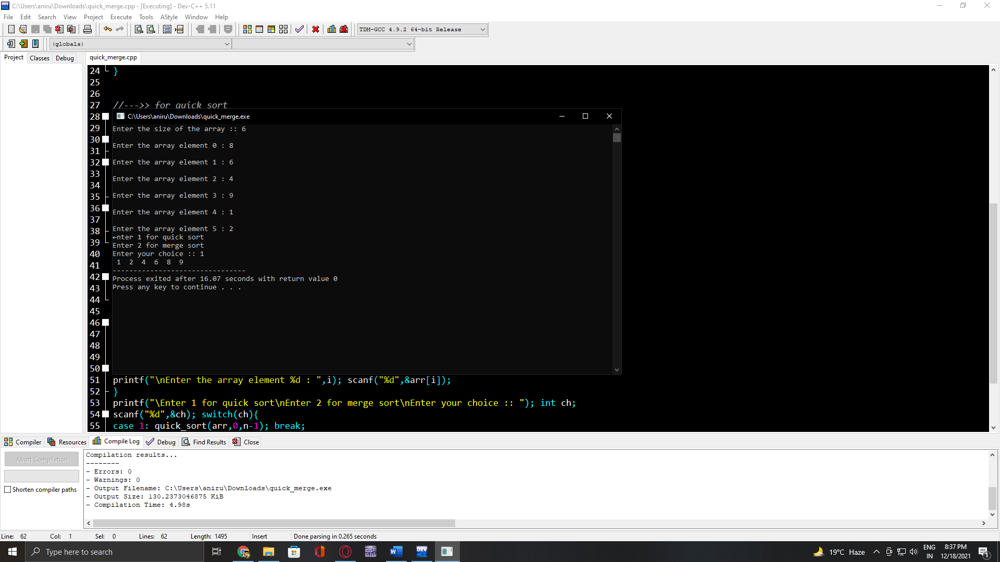 C:\Users\aniru\Downloads\quick_merge.cpp - [Executing] - Dev-C++ 5.11
File Edit Search View Project Execute Tools AStyle Window Help
TDM-GCC 4.9.2 64-bit Release
(globals)
Project Classes Debug
quick_merge.cpp
24 }
25
26
27 //--->> for quick sort
28
29
30
31
32
33
34
35
36
37
38
39
40
41
42
43
44
45
46
47
48
49
50
C:\Users\aniru\Downloads\quick_merge.exe
Enter the size of the array :: 6
Enter the array element 0 : 8
Enter the array element 1 : 6
Enter the array element 2 : 4
Enter the array element 3 : 9
Enter the array element 4 : 1
Enter the array element 5 : 2
←nter 1 for quick sort
Enter 2 for merge sort
Enter your choice :: 1
1 2 4 6 8 9
--------------------------------
Process exited after 16.07 seconds with return value 0
Press any key to continue . . .
51 printf("\nEnter the array element %d : ",i); scanf("%d",&arr[i]);
52 }
53 printf("\Enter 1 for quick sort\nEnter 2 for merge sort\nEnter your choice :: "); int ch;
54 scanf("%d",&ch); switch(ch){
55 case 1: quick_sort(arr,0,n-1); break;
Compiler Resources Compile Log Debug Find Results Close
Abort Compilation
Shorten compiler paths
Compilation results...
--------
- Errors: 0
- Warnings: 0
- Output Filename: C:\Users\aniru\Downloads\quick_merge.exe
- Output Size: 130.2373046875 KiB
- Compilation Time: 4.98s
Line: 62 Col: 1 Sel: 0 Lines: 62 Length: 1495 Insert Done parsing in 0.265 seconds
Type here to search
19°C Haze
ENG
IN
8:37 PM
12/18/2021
1